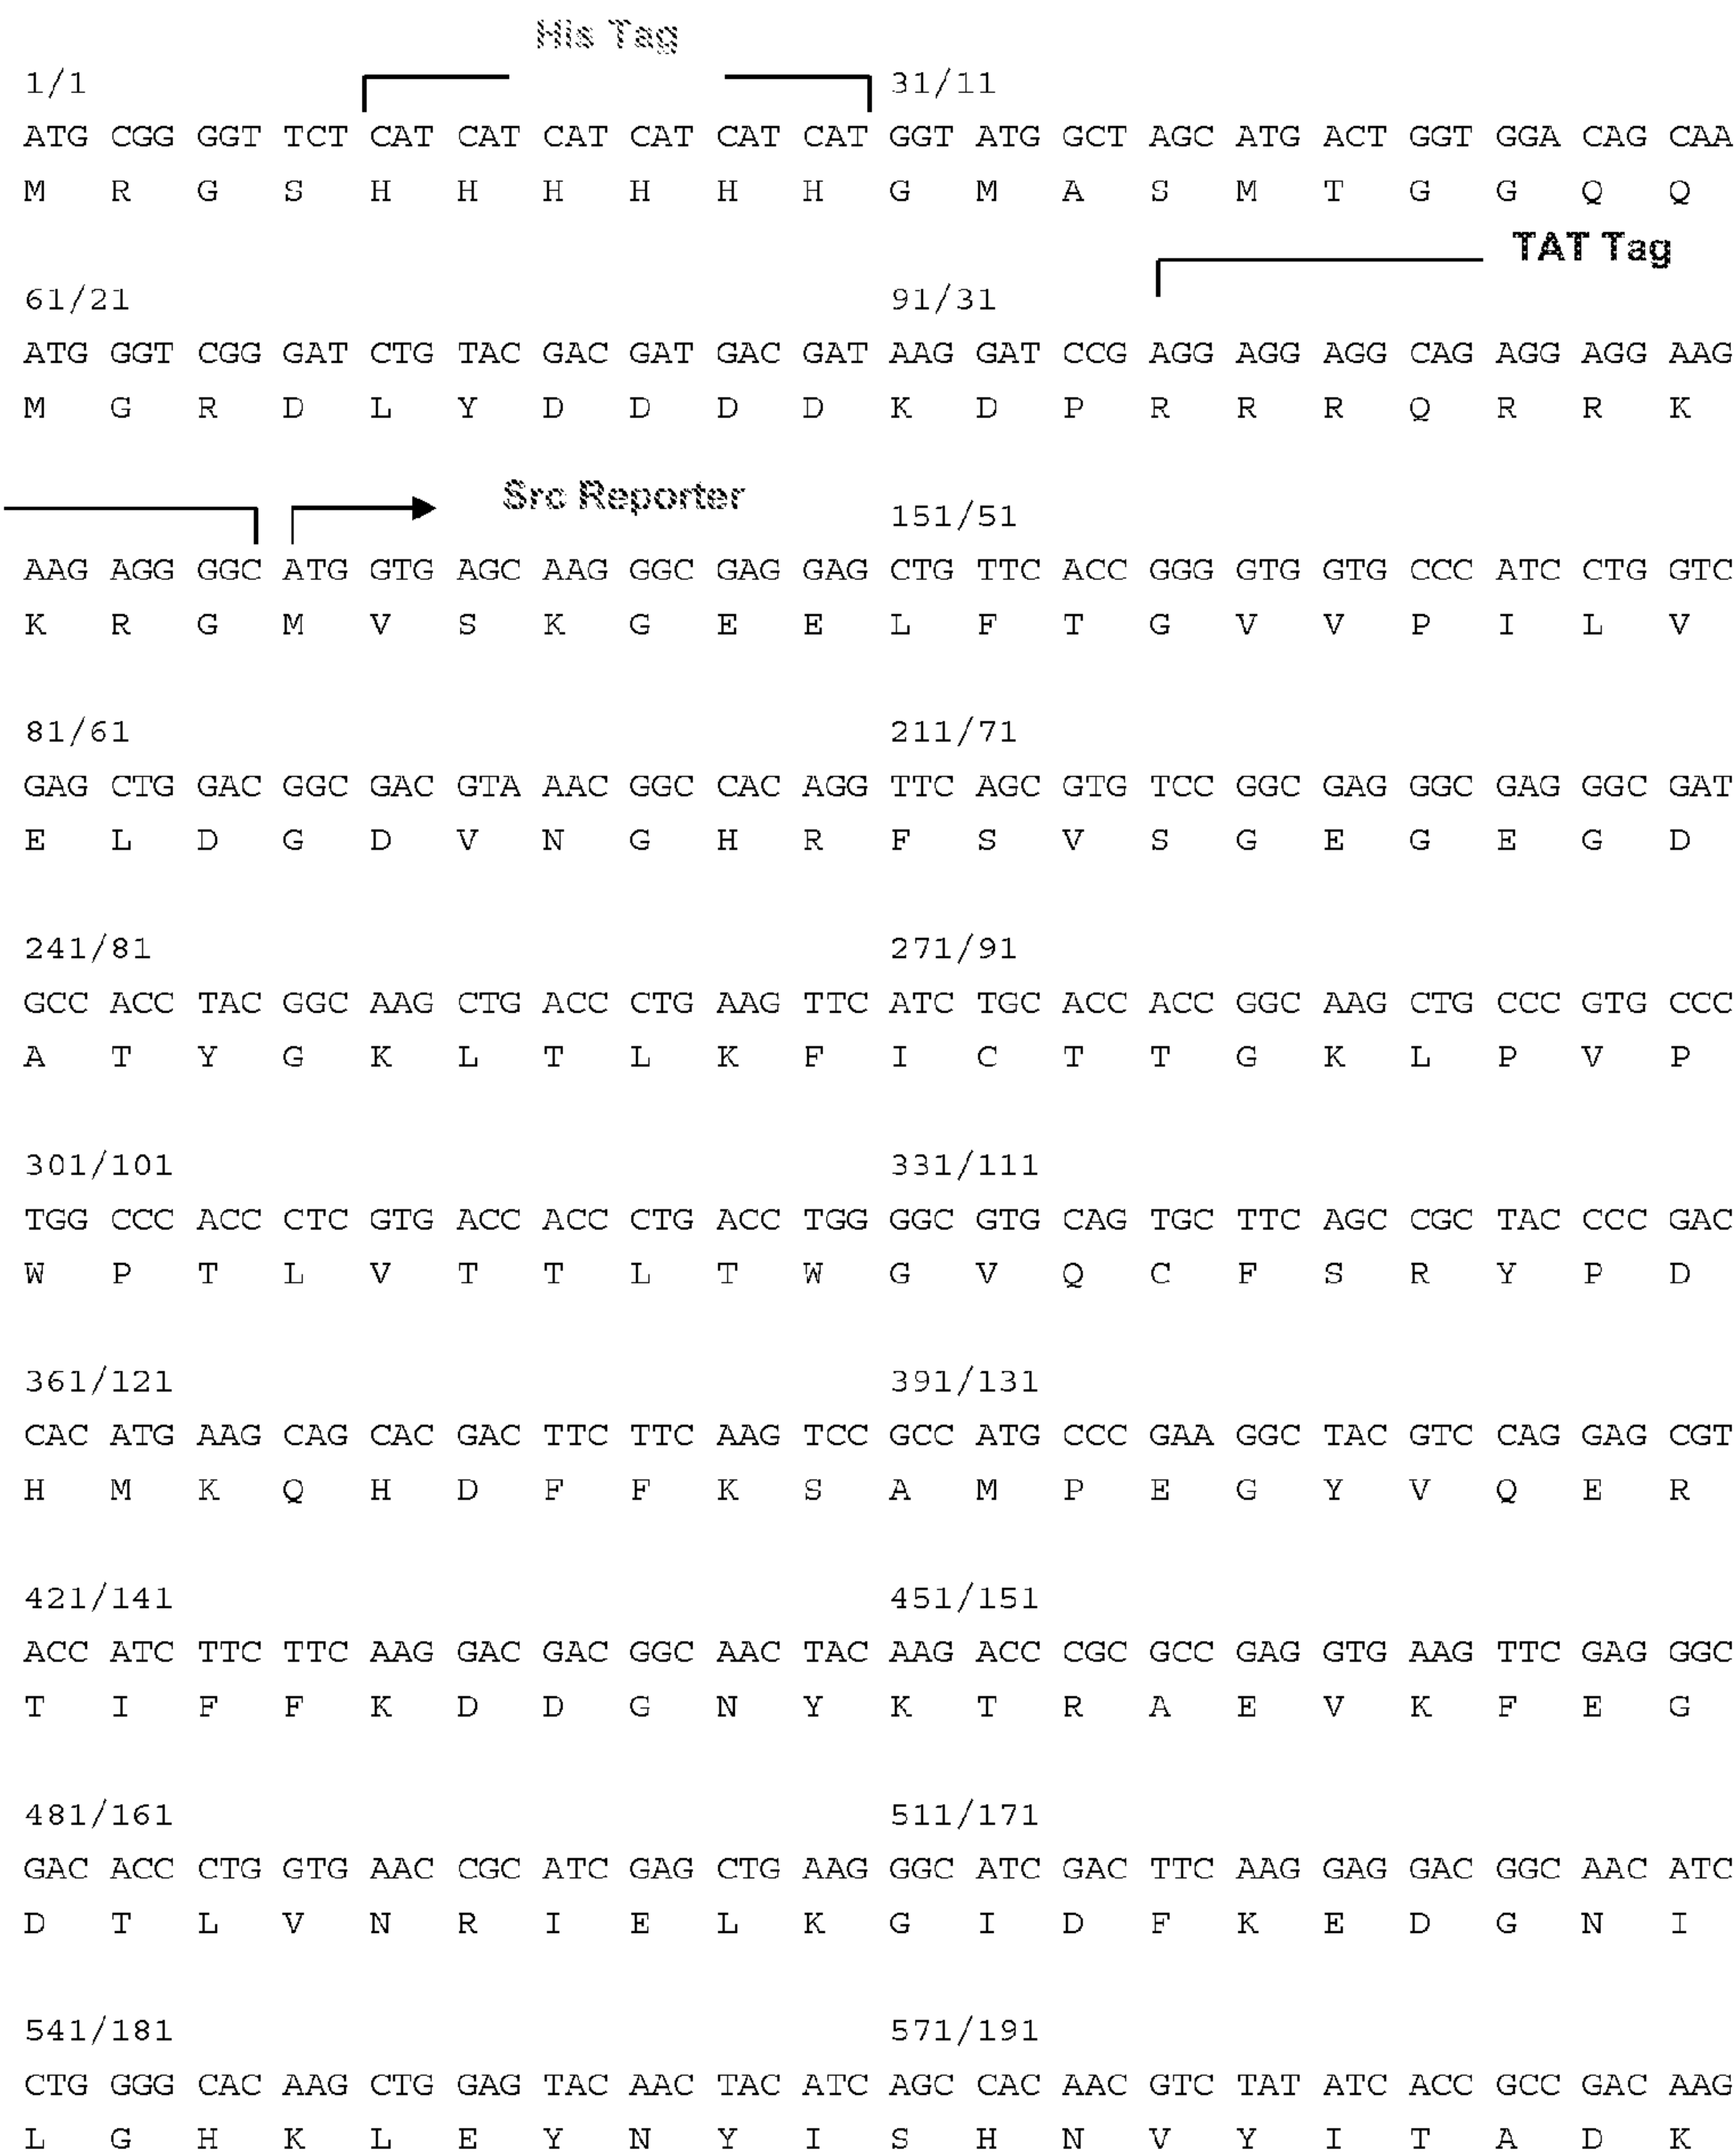 His Tag
1/1 31/11
ATG CGG GGT TCT CAT CAT CAT CAT CAT CAT GGT ATG GCT AGC ATG ACT GGT GGA CAG CAA
M R G S H H H H H H G M A S M T G G Q Q
TAT Tag
61/21 91/31
ATG GGT CGG GAT CTG TAC GAC GAT GAC GAT AAG GAT CCG AGG AGG AGG CAG AGG AGG AAG
M G R D L Y D D D D K D P R R R Q R R K
Src Reporter
151/51
AAG AGG GGC ATG GTG AGC AAG GGC GAG GAG CTG TTC ACC GGG GTG GTG CCC ATC CTG GTC
K R G M V S K G E E L F T G V V P I L V
81/61 211/71
GAG CTG GAC GGC GAC GTA AAC GGC CAC AGG TTC AGC GTG TCC GGC GAG GGC GAG GGC GAT
E L D G D V N G H R F S V S G E G E G D
241/81 271/91
GCC ACC TAC GGC AAG CTG ACC CTG AAG TTC ATC TGC ACC ACC GGC AAG CTG CCC GTG CCC
A T Y G K L T L K F I C T T G K L P V P
301/101 331/111
TGG CCC ACC CTC GTG ACC ACC CTG ACC TGG GGC GTG CAG TGC TTC AGC CGC TAC CCC GAC
W P T L V T T L T W G V Q C F S R Y P D
361/121 391/131
CAC ATG AAG CAG CAC GAC TTC TTC AAG TCC GCC ATG CCC GAA GGC TAC GTC CAG GAG CGT
H M K Q H D F F K S A M P E G Y V Q E R
421/141 451/151
ACC ATC TTC TTC AAG GAC GAC GGC AAC TAC AAG ACC CGC GCC GAG GTG AAG TTC GAG GGC
T I F F K D D G N Y K T R A E V K F E G
481/161 511/171
GAC ACC CTG GTG AAC CGC ATC GAG CTG AAG GGC ATC GAC TTC AAG GAG GAC GGC AAC ATC
D T L V N R I E L K G I D F K E D G N I
541/181 571/191
CTG GGG CAC AAG CTG GAG TAC AAC TAC ATC AGC CAC AAC GTC TAT ATC ACC GCC GAC AAG
L G H K L E Y N Y I S H N V Y I T A D K